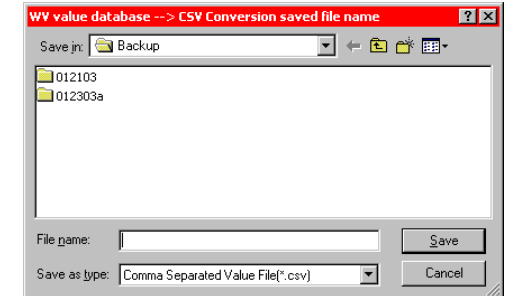 WV value database --> CSV Conversion saved file name
Save in: Backup
012103
012303a
File name: Save
Save as type: Comma Separated Value File(*.csv) Cancel